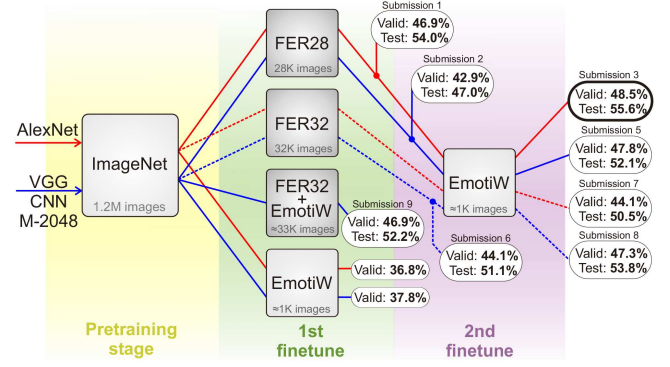 Submission 1
Valid: 46.9%
Test: 54.0%
FER28
28K images
Submission 2
Valid: 42.9%
Test: 47.0%
Submission 3
Valid: 48.5%
Test: 55.6%
AlexNet
ImageNet
1.2M images
VGG
CNN
M-2048
FER32
32K images
Submission 5
Valid: 47.8%
Test: 52.1%
EmotiW
≈1K images
FER32
+
EmotiW
≈33K images
Submission 9
Valid: 46.9%
Test: 52.2%
Submission 7
Valid: 44.1%
Test: 50.5%
Submission 6
Valid: 44.1%
Test: 51.1%
Submission 8
Valid: 47.3%
Test: 53.8%
EmotiW
≈1K images
Valid: 36.8%
Valid: 37.8%
Pretraining
stage
1st
finetune
2nd
finetune